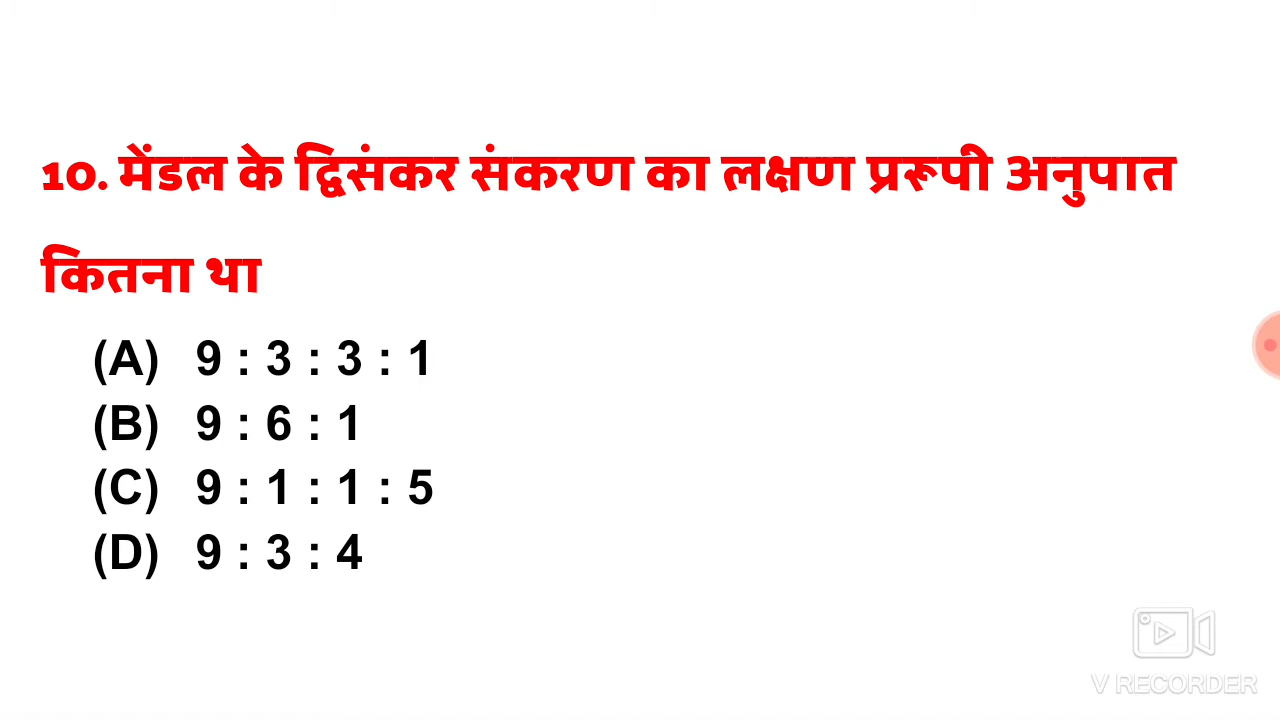 10. मेंडल के द्विसंकर संकरण का लक्षण प्ररूपी अनुपात
कितना था
(A) 9 : 3 : 3 : 1
(B) 9 : 6 : 1
(C) 9 : 1 : 1 : 5
(D) 9 : 3 : 4
V RECORDER